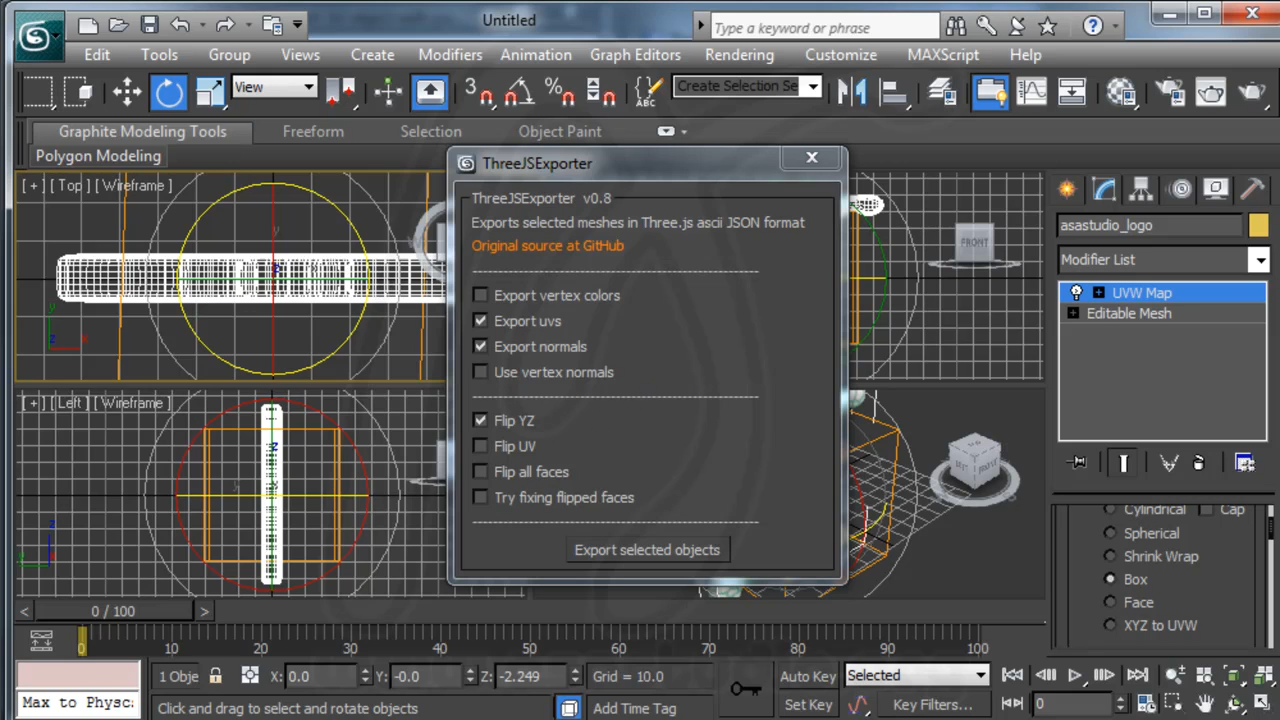 Untitled
Type a keyword or phrase
Edit Tools Group Views Create Modifiers Animation Graph Editors Rendering Customize MAXScript Help
View
3
%
ABC
Create Selection Se
Graphite Modeling Tools Freeform Selection Object Paint
Polygon Modeling
[ + ] [ Top ] [ Wireframe ]
[ + ] [ Left ] [ Wireframe ]
ThreeJSExporter
ThreeJSExporter v0.8
Exports selected meshes in Three.js ascii JSON format
Original source at GitHub
Export vertex colors
Export uvs
Export normals
Use vertex normals
Flip YZ
Flip UV
Flip all faces
Try fixing flipped faces
Export selected objects
FRONT
asastudio_logo
Modifier List
UVW Map
Editable Mesh
Cylindrical Cap
Spherical
Shrink Wrap
Box
Face
XYZ to UVW
< 0 / 100 >
0 10 20 30 40 50 60 70 80 90 100
1 Obje X: 0.0 Y: -0.0 Z: -2.249 Grid = 10.0 Auto Key Selected
Max to Physc
Click and drag to select and rotate objects Add Time Tag Set Key Key Filters... 0